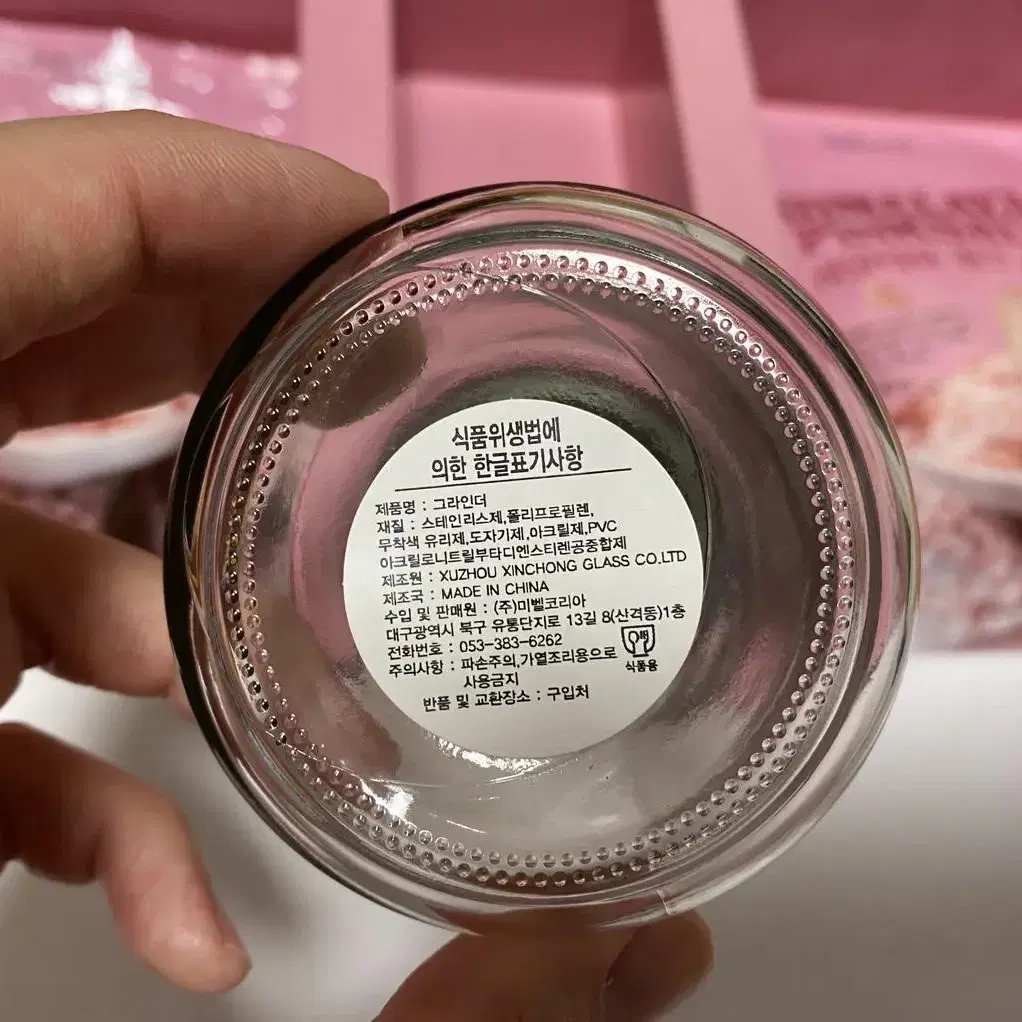 식품위생법에
의한 한글표기사항
제품명 : 그라인더
재질 : 스테인리스제,폴리프로필렌,
무착색 유리제,도자기제,아크릴제,PVC
아크릴로니트릴부타디엔스티렌공중합제
제조원 : XUZHOU XINCHONG GLASS CO.LTD
제조국 : MADE IN CHINA
수입 및 판매원 : (주)미벨코리아
대구광역시 북구 유통단지로 13길 8(산격동)1층
전화번호 : 053-383-6262
주의사항 : 파손주의,가열조리용으로
사용금지
식품용
반품 및 교환장소 : 구입처